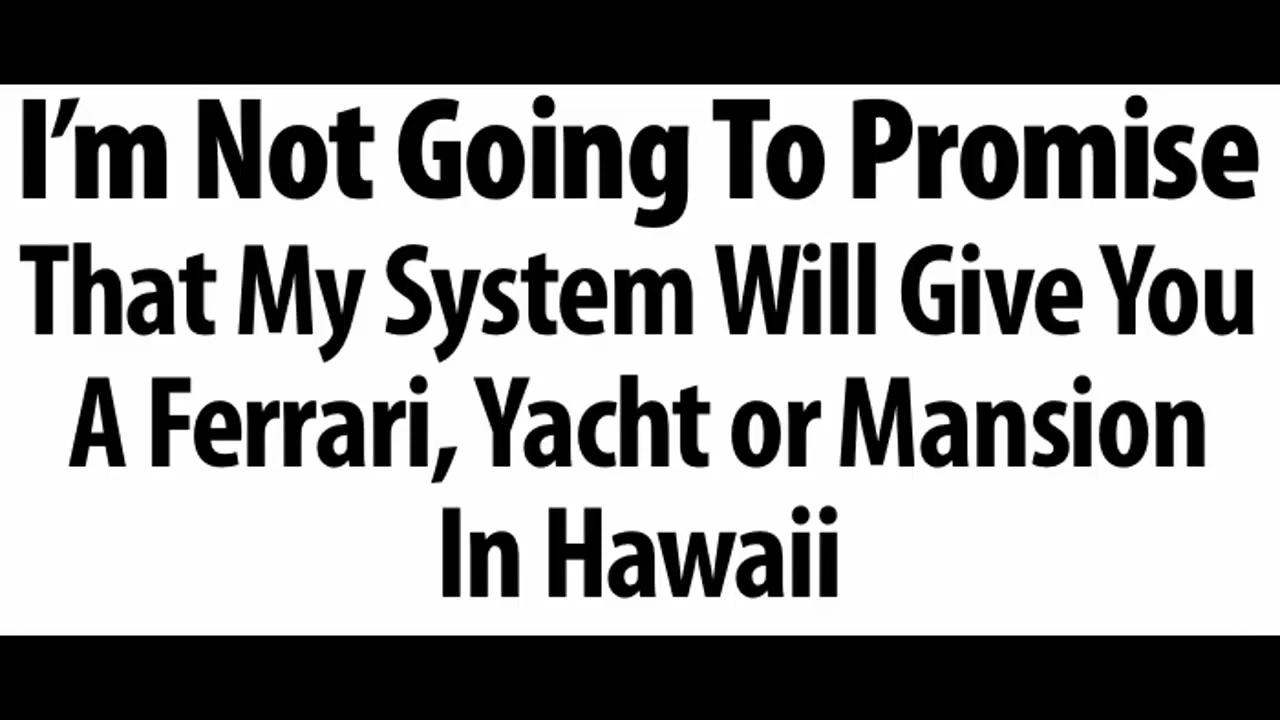 I’m Not Going To Promise
That My System Will Give You
A Ferrari, Yacht or Mansion
In Hawaii